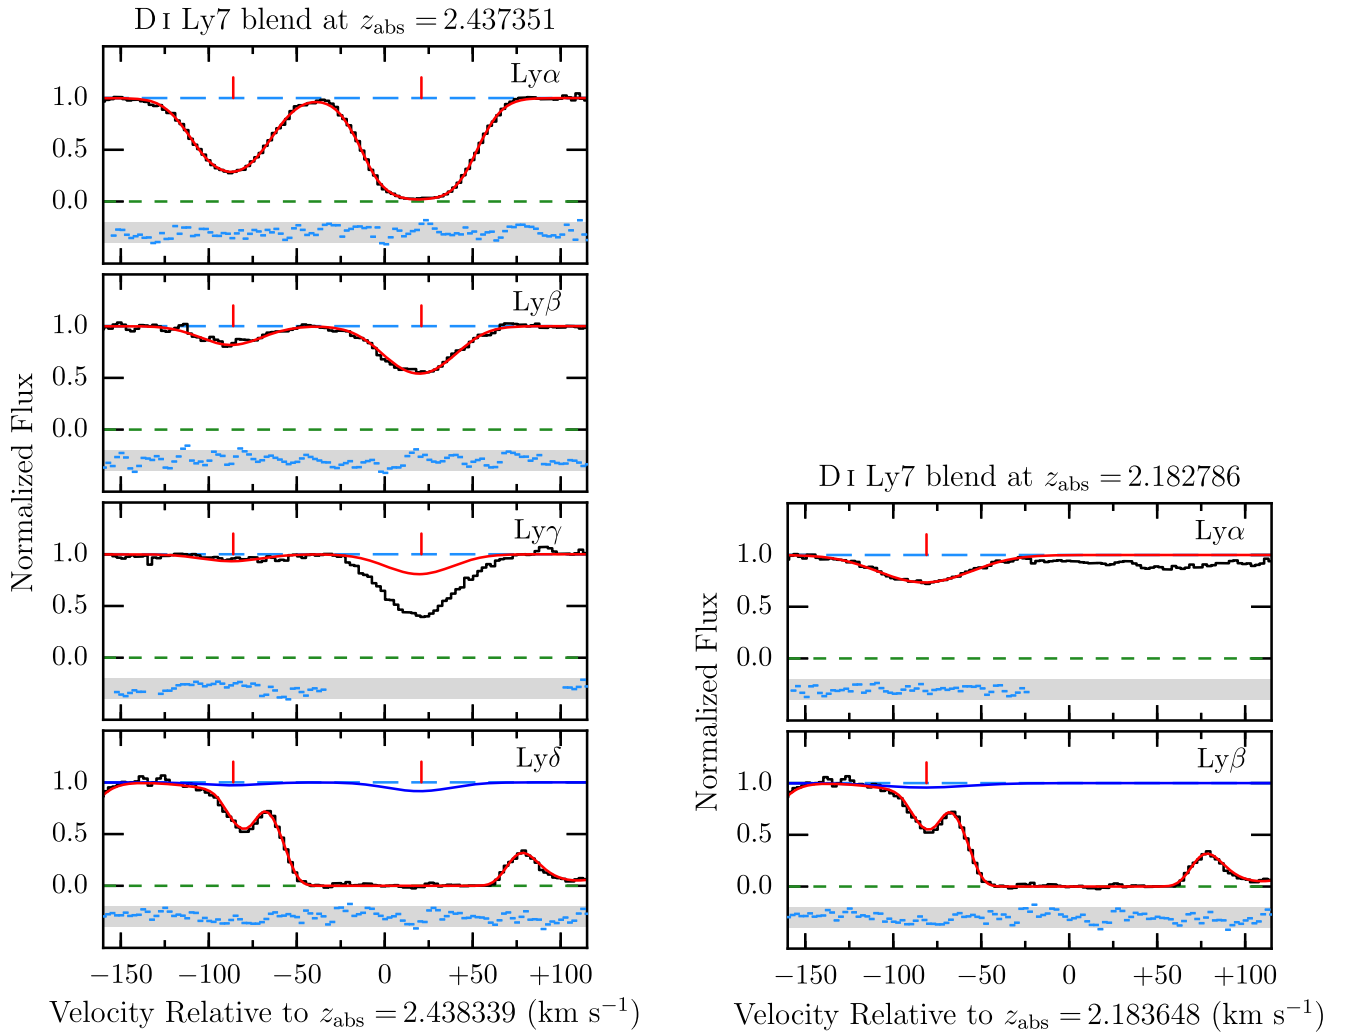 D I Ly7 blend at zabs = 2.437351
Lyα
1.0
0.5
0.0
Lyβ
1.0
0.5
0.0
Lyγ
1.0
0.5
0.0
Lyδ
1.0
0.5
0.0
Normalized Flux
−150 −100 −50 0 +50 +100
Velocity Relative to zabs = 2.438339 (km s−1)
D I Ly7 blend at zabs = 2.182786
Lyα
1.0
0.5
0.0
Lyβ
1.0
0.5
0.0
Normalized Flux
−150 −100 −50 0 +50 +100
Velocity Relative to zabs = 2.183648 (km s−1)